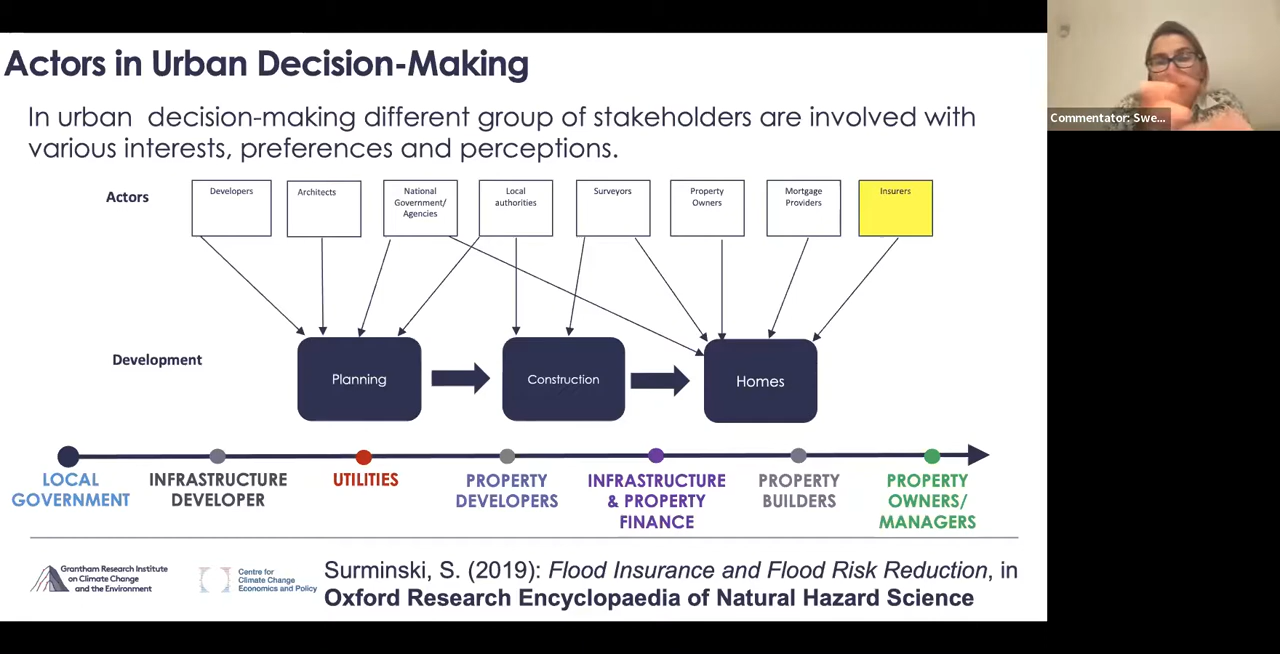 Actors in Urban Decision-Making
In urban decision-making different group of stakeholders are involved with
various interests, preferences and perceptions.
Commentator: Swe...
Actors
Developers
Architects
National
Government/
Agencies
Local
authorities
Surveyors
Property
Owners
Mortgage
Providers
Insurers
Development
Planning
Construction
Homes
LOCAL
GOVERNMENT
INFRASTRUCTURE
DEVELOPER
UTILITIES
PROPERTY
DEVELOPERS
INFRASTRUCTURE
& PROPERTY
FINANCE
PROPERTY
BUILDERS
PROPERTY
OWNERS/
MANAGERS
Grantham Research Institute
on Climate Change
and the Environment
Centre for
Climate Change
Economics and Policy
Surminski, S. (2019): Flood Insurance and Flood Risk Reduction, in
Oxford Research Encyclopaedia of Natural Hazard Science